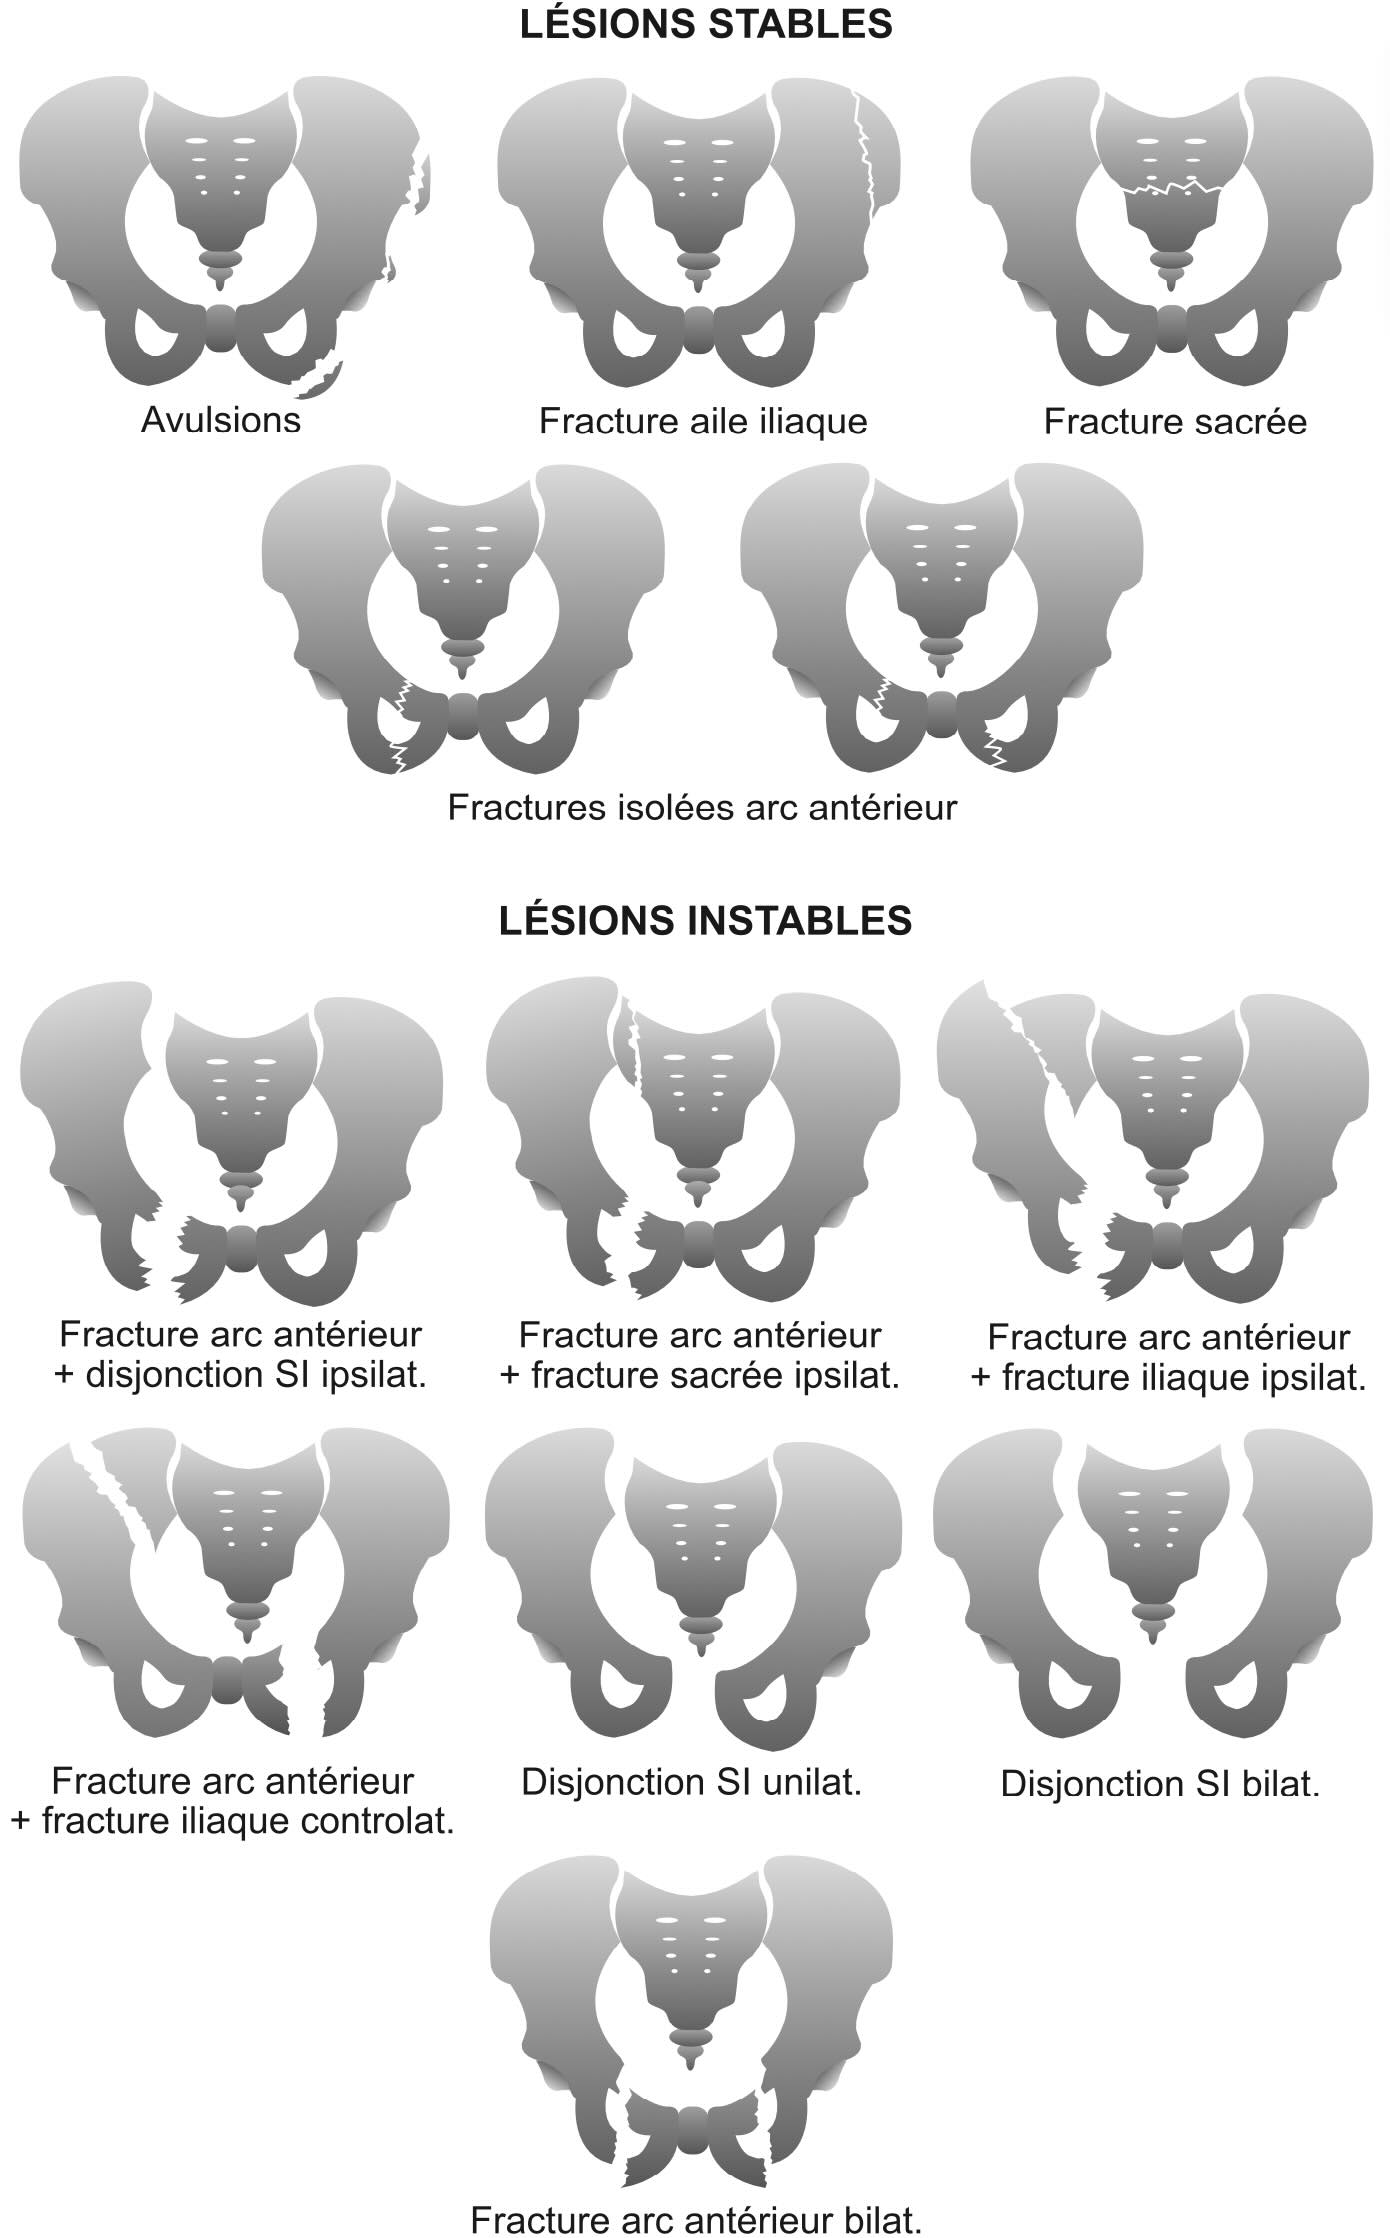 LÉSIONS STABLES
Avulsions
Fracture aile iliaque
Fracture sacrée
Fractures isolées arc antérieur
LÉSIONS INSTABLES
Fracture arc antérieur
+ disjonction SI ipsilat.
Fracture arc antérieur
+ fracture sacrée ipsilat.
Fracture arc antérieur
+ fracture iliaque ipsilat.
Fracture arc antérieur
+ fracture iliaque controlat.
Disjonction SI unilat.
Disjonction SI bilat.
Fracture arc antérieur bilat.